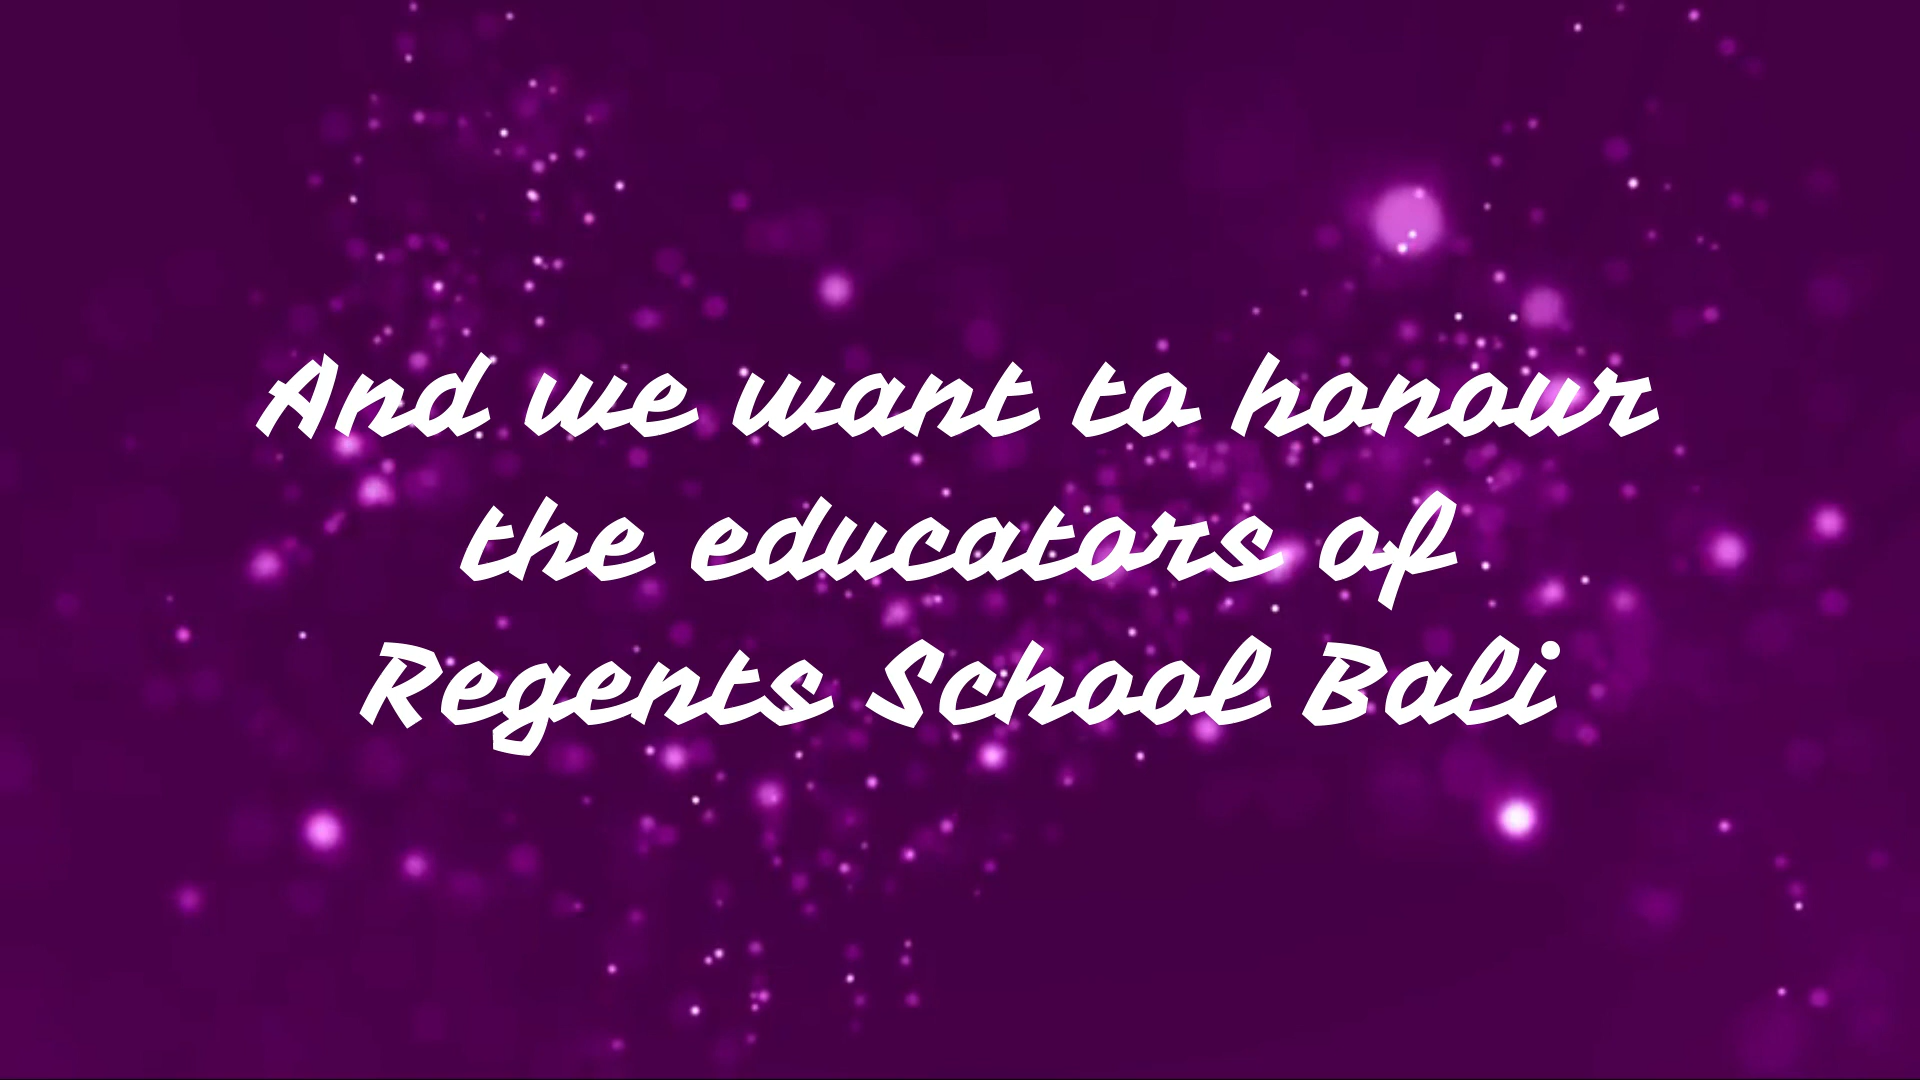 And we want to honour
the educators of
Regents School Bali